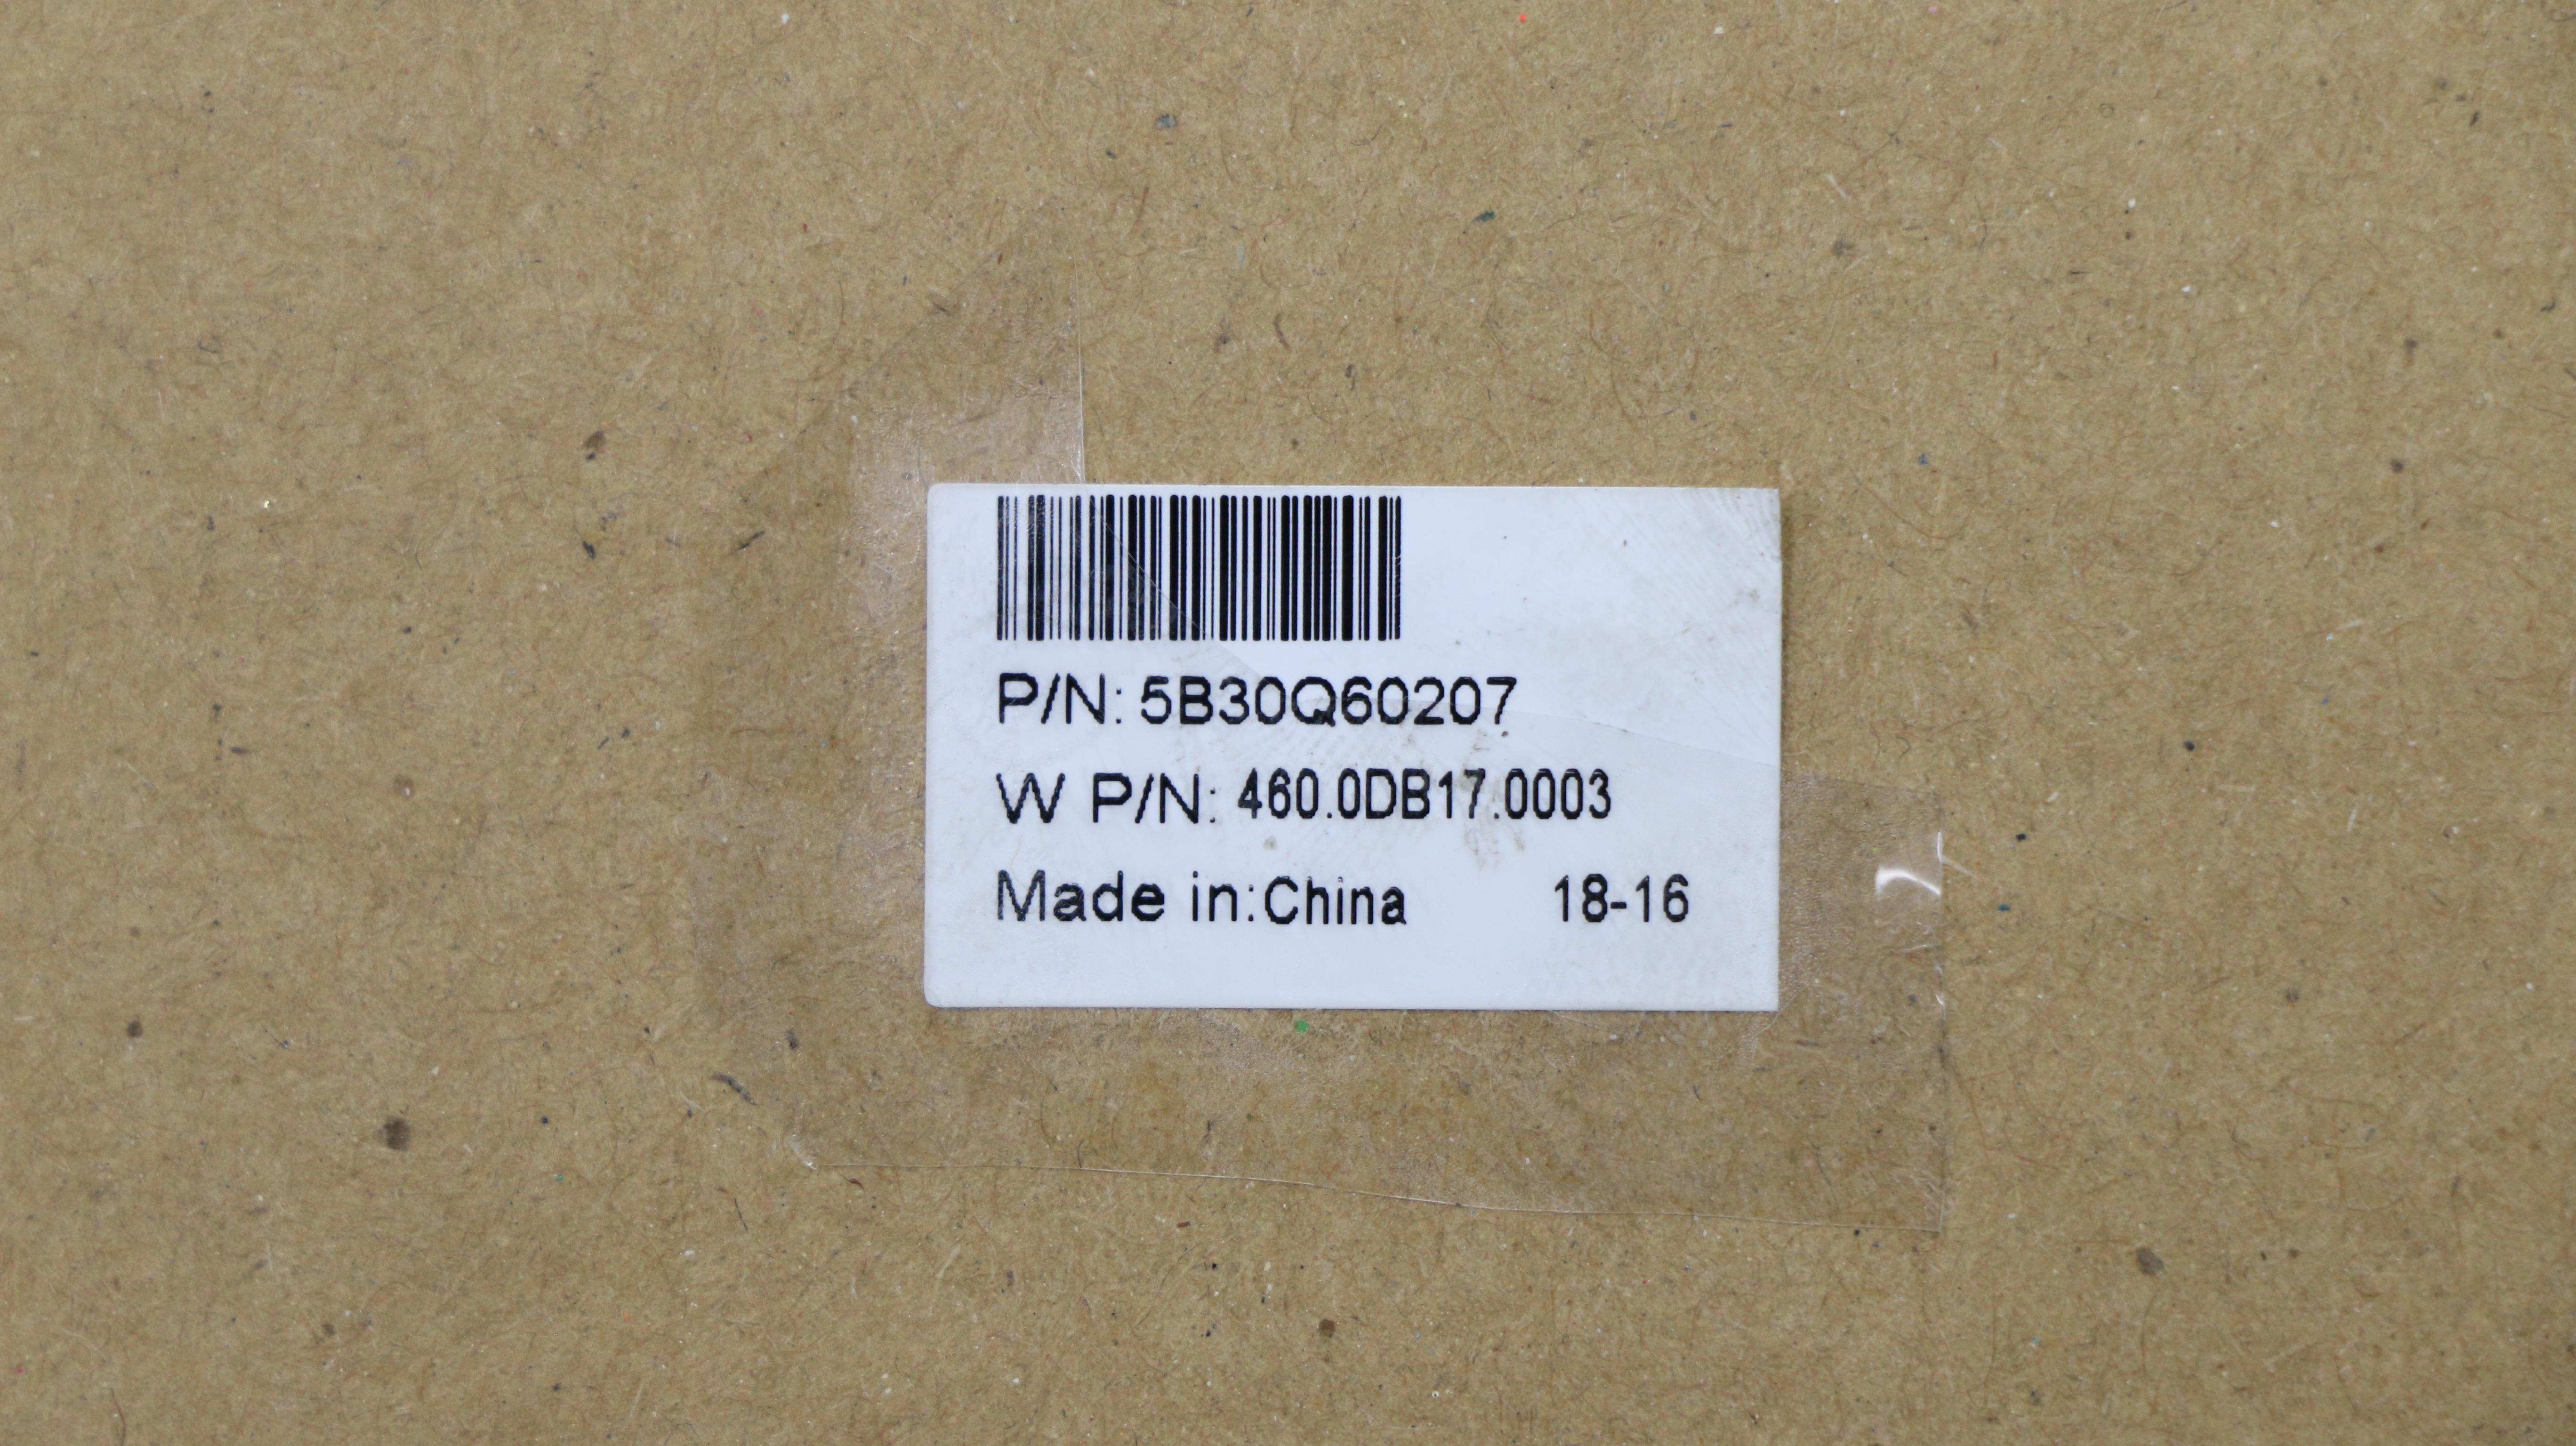 P/N: 5B30Q60207
W P/N: 460.0DB17.0003
Made in:China 18-16